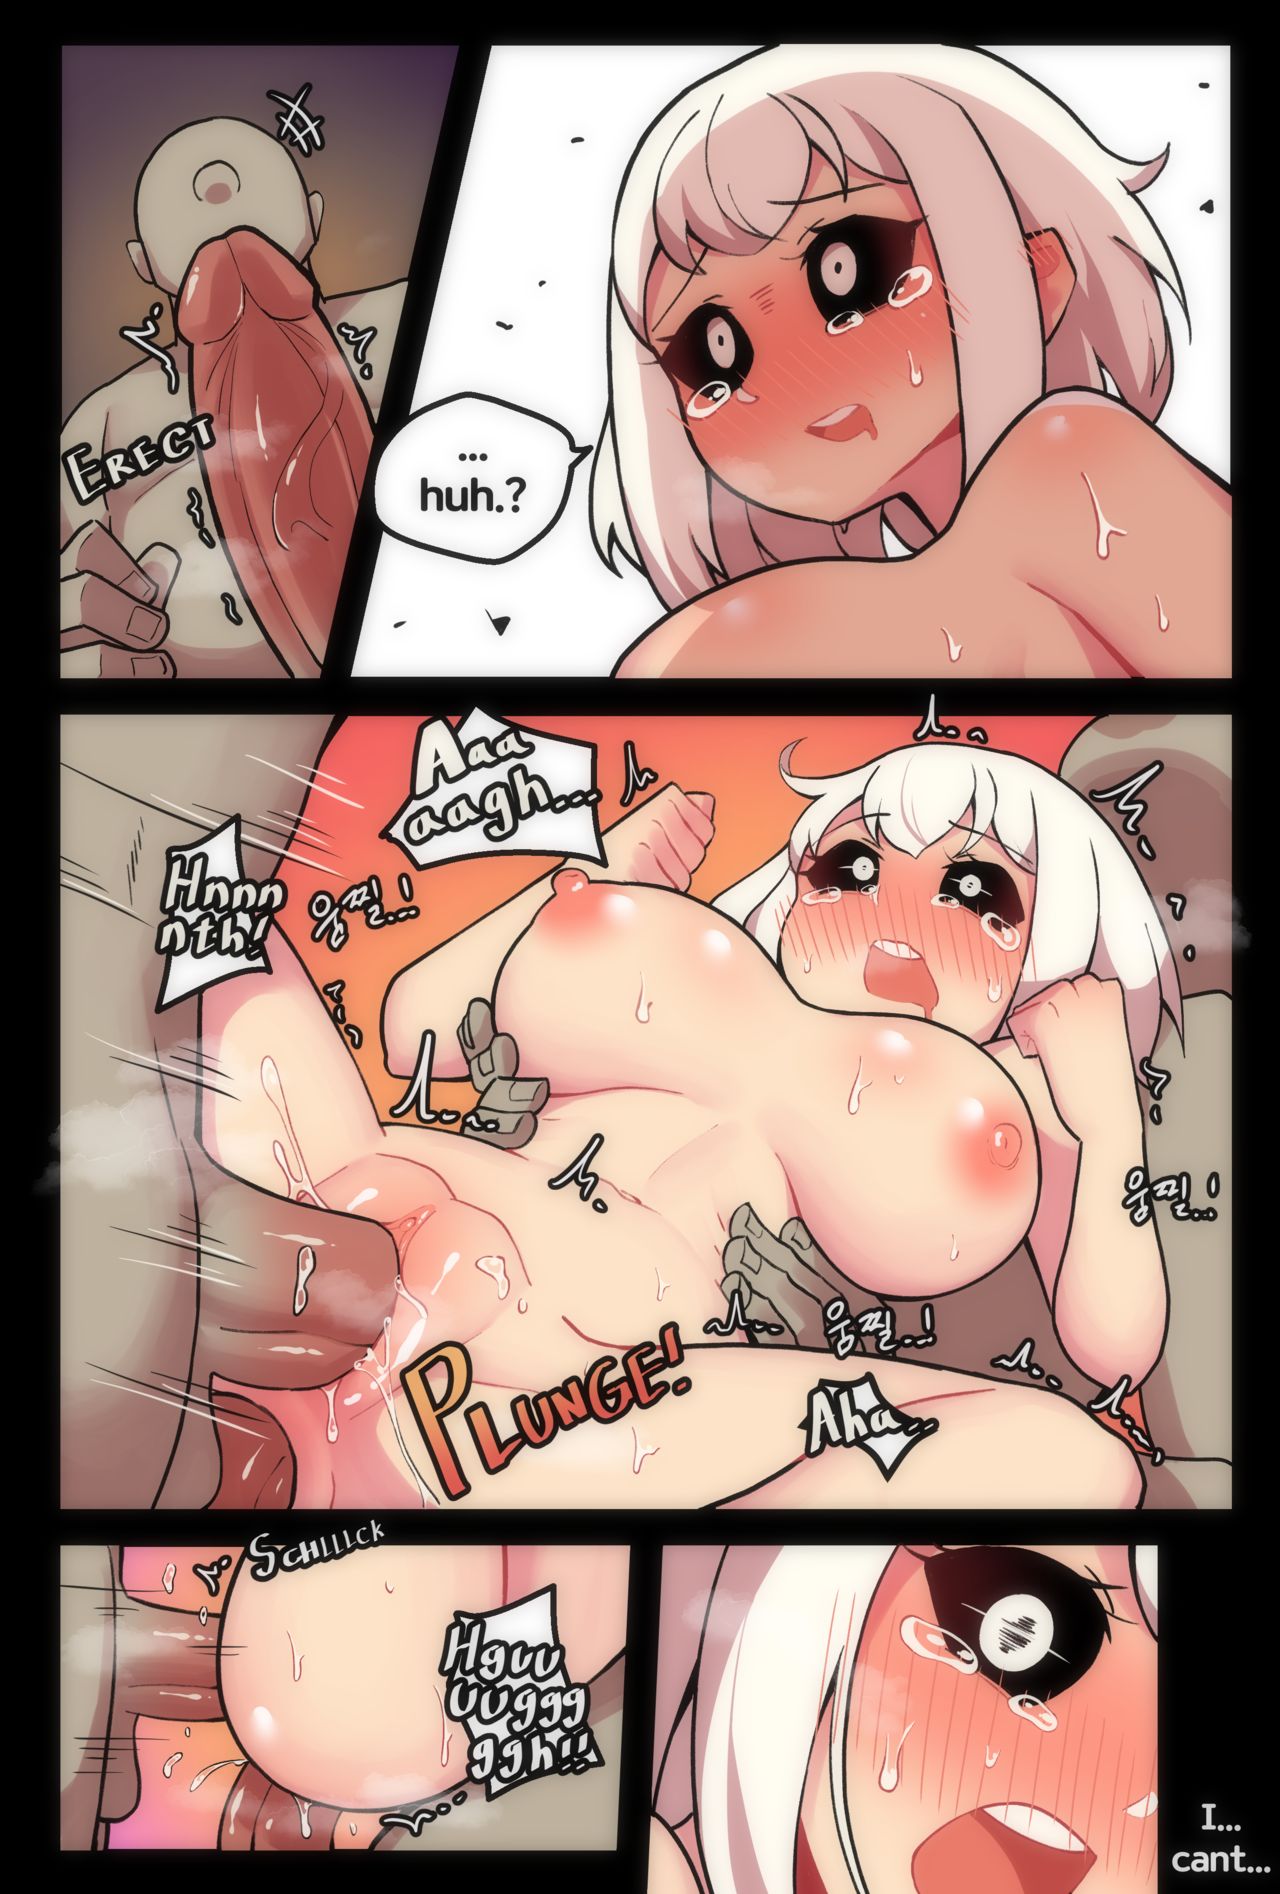 ERECT
...
huh.?
Aaa
aagh...
Hnnn
nth!
움찔...!
움찔..!
움찔..!
PLUNGE!
Aha..
SCHLLLCK
Hguu
uuggg
ggh!!
I...
cant...